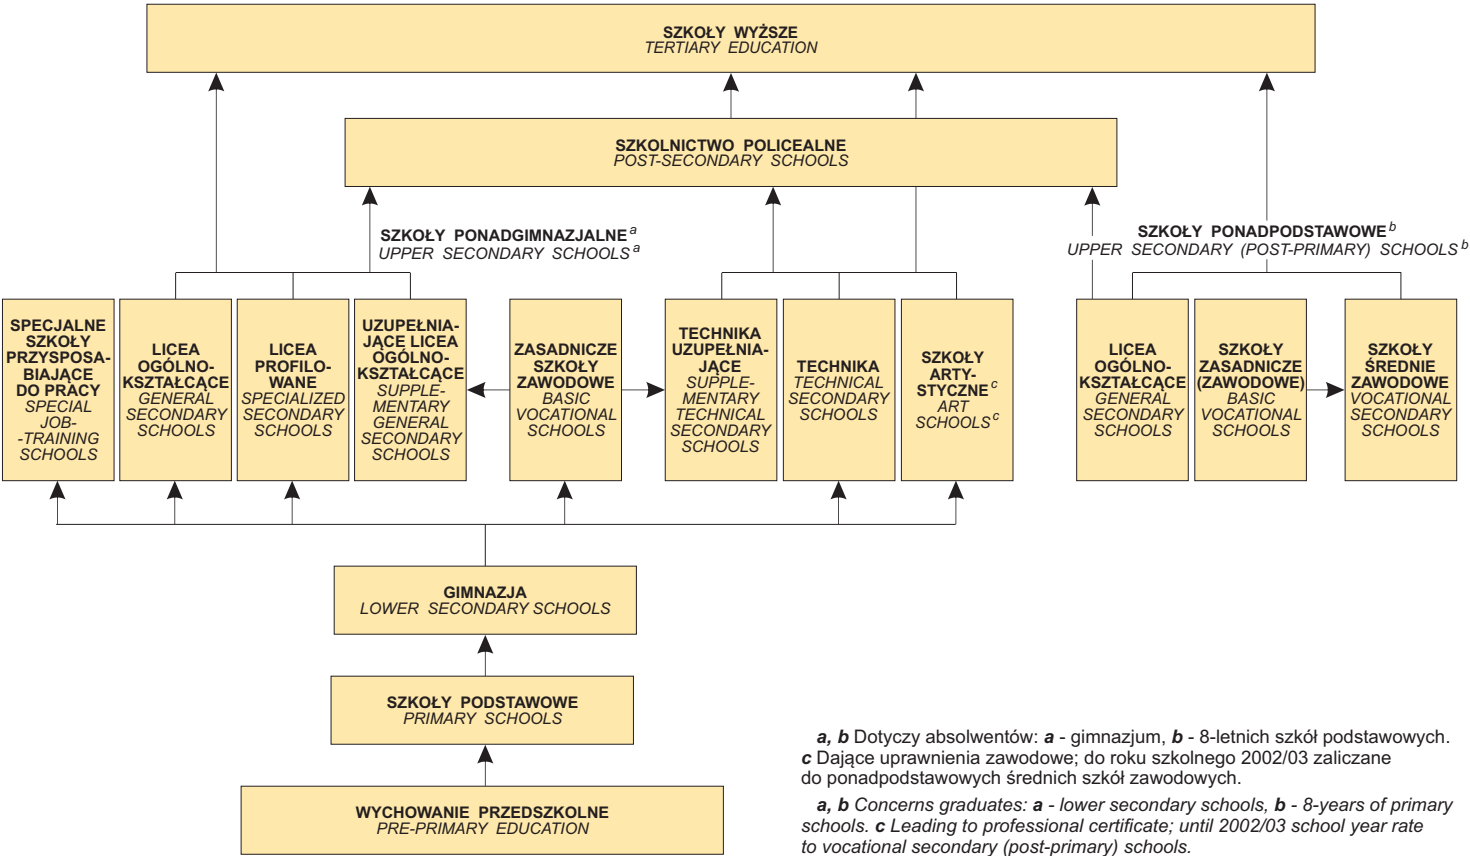 SZKOŁY WYŻSZE
TERTIARY EDUCATION
SZKOLNICTWO POLICEALNE
POST-SECONDARY SCHOOLS
SZKOŁY PONADGIMNAZJALNE a
UPPER SECONDARY SCHOOLS a
SZKOŁY PONADPODSTAWOWE b
UPPER SECONDARY (POST-PRIMARY) SCHOOLS b
SPECJALNE
SZKOŁY
PRZYSPOSA-
BIAJĄCE
DO PRACY
SPECIAL
JOB-
-TRAINING
SCHOOLS
LICEA
OGÓLNO-
KSZTAŁCĄCE
GENERAL
SECONDARY
SCHOOLS
LICEA
PROFILO-
WANE
SPECIALIZED
SECONDARY
SCHOOLS
UZUPEŁNIA-
JĄCE LICEA
OGÓLNO-
KSZTAŁCĄCE
SUPPLE-
MENTARY
GENERAL
SECONDARY
SCHOOLS
ZASADNICZE
SZKOŁY
ZAWODOWE
BASIC
VOCATIONAL
SCHOOLS
TECHNIKA
UZUPEŁNIA-
JĄCE
SUPPLE-
MENTARY
TECHNICAL
SECONDARY
SCHOOLS
TECHNIKA
TECHNICAL
SECONDARY
SCHOOLS
SZKOŁY
ARTY-
STYCZNE c
ART
SCHOOLS c
LICEA
OGÓLNO-
KSZTAŁCĄCE
GENERAL
SECONDARY
SCHOOLS
SZKOŁY
ZASADNICZE
(ZAWODOWE)
BASIC
VOCATIONAL
SCHOOLS
SZKOŁY
ŚREDNIE
ZAWODOWE
VOCATIONAL
SECONDARY
SCHOOLS
GIMNAZJA
LOWER SECONDARY SCHOOLS
SZKOŁY PODSTAWOWE
PRIMARY SCHOOLS
WYCHOWANIE PRZEDSZKOLNE
PRE-PRIMARY EDUCATION
a, b Dotyczy absolwentów: a - gimnazjum, b - 8-letnich szkół podstawowych.
c Dające uprawnienia zawodowe; do roku szkolnego 2002/03 zaliczane
do ponadpodstawowych średnich szkół zawodowych.
a, b Concerns graduates: a - lower secondary schools, b - 8-years of primary
schools. c Leading to professional certificate; until 2002/03 school year rate
to vocational secondary (post-primary) schools.